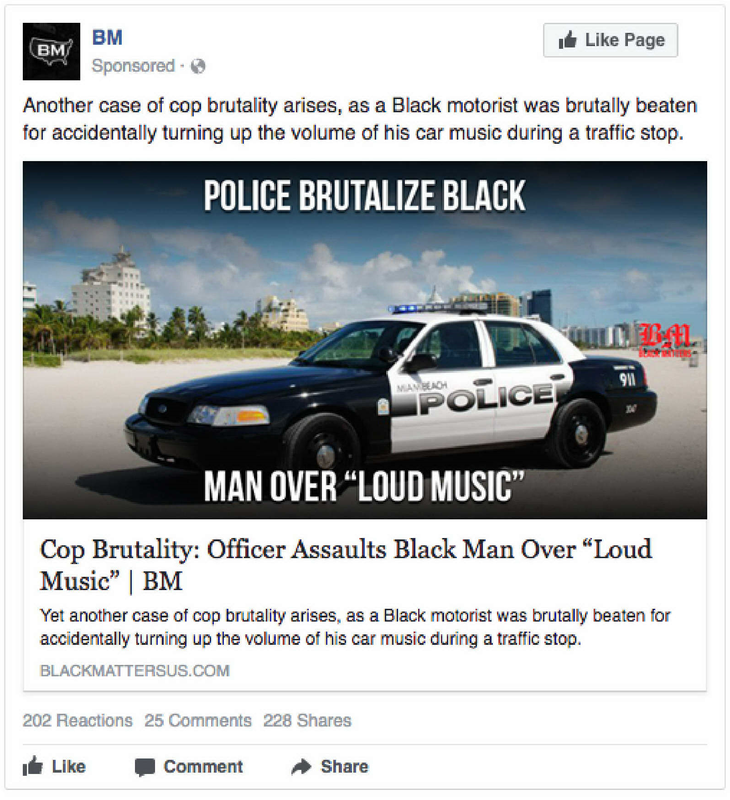 BM
BM
Like Page
Sponsored ·
Another case of cop brutality arises, as a Black motorist was brutally beaten
for accidentally turning up the volume of his car music during a traffic stop.
POLICE BRUTALIZE BLACK
BM
BLACK MATTERS
MIAMI BEACH
POLICE
911
MAN OVER “LOUD MUSIC”
Cop Brutality: Officer Assaults Black Man Over “Loud
Music” | BM
Yet another case of cop brutality arises, as a Black motorist was brutally beaten for
accidentally turning up the volume of his car music during a traffic stop.
BLACKMATTERSUS.COM
202 Reactions 25 Comments 228 Shares
Like Comment Share